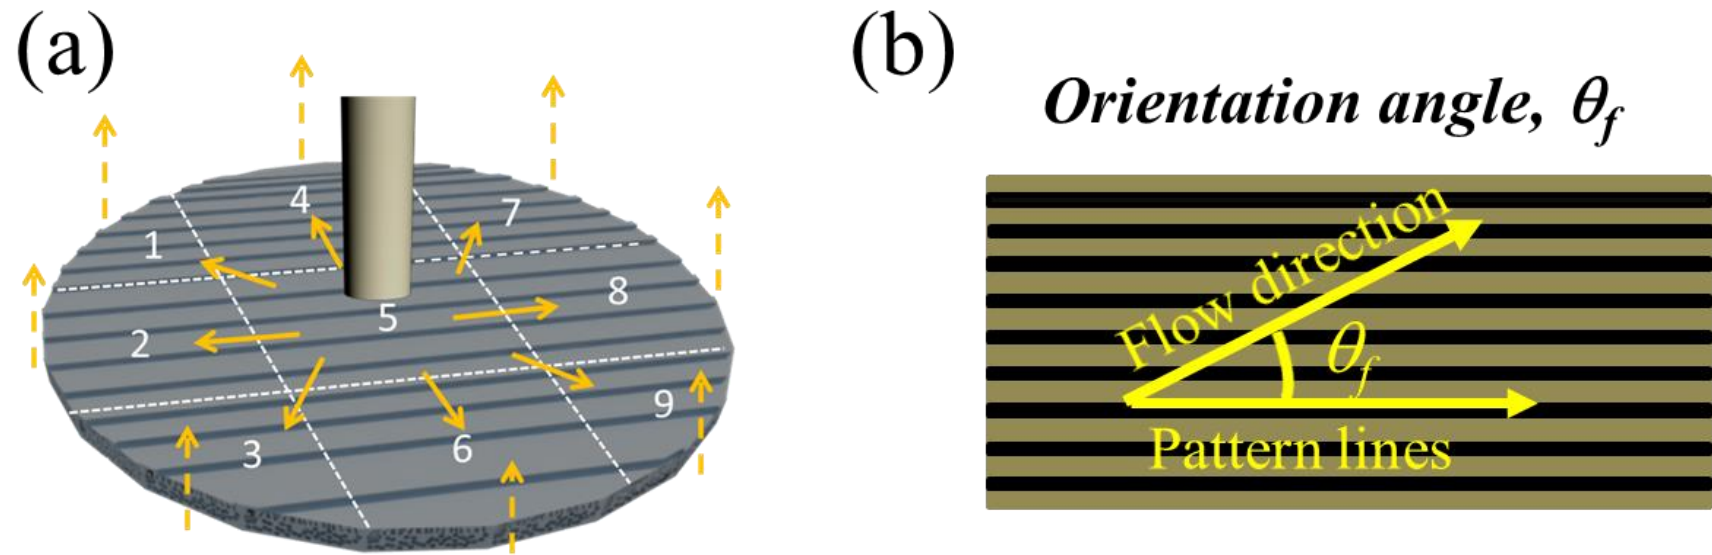 (a)
4
7
1
8
5
2
9
3
6
(b)
Orientation angle, θf
Flow direction
θf
Pattern lines